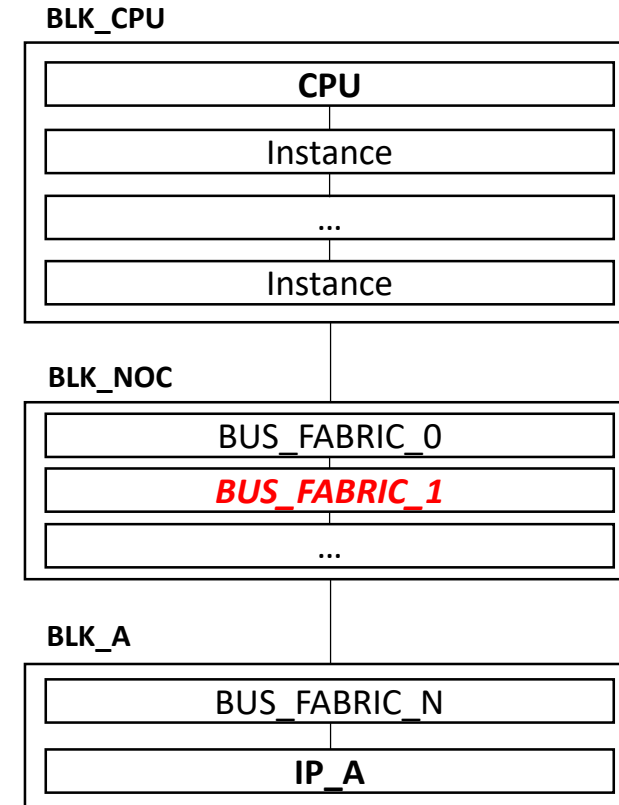 BLK_CPU
CPU
Instance
...
Instance
BLK_NOC
BUS_FABRIC_0
BUS_FABRIC_1
...
BLK_A
BUS_FABRIC_N
IP_A